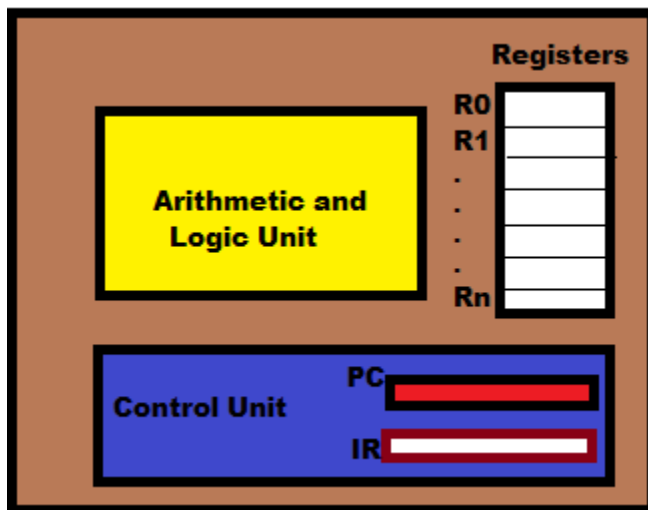 Registers
R0
R1
.
.
.
.
Rn
Arithmetic and
Logic Unit
Control Unit
PC
IR